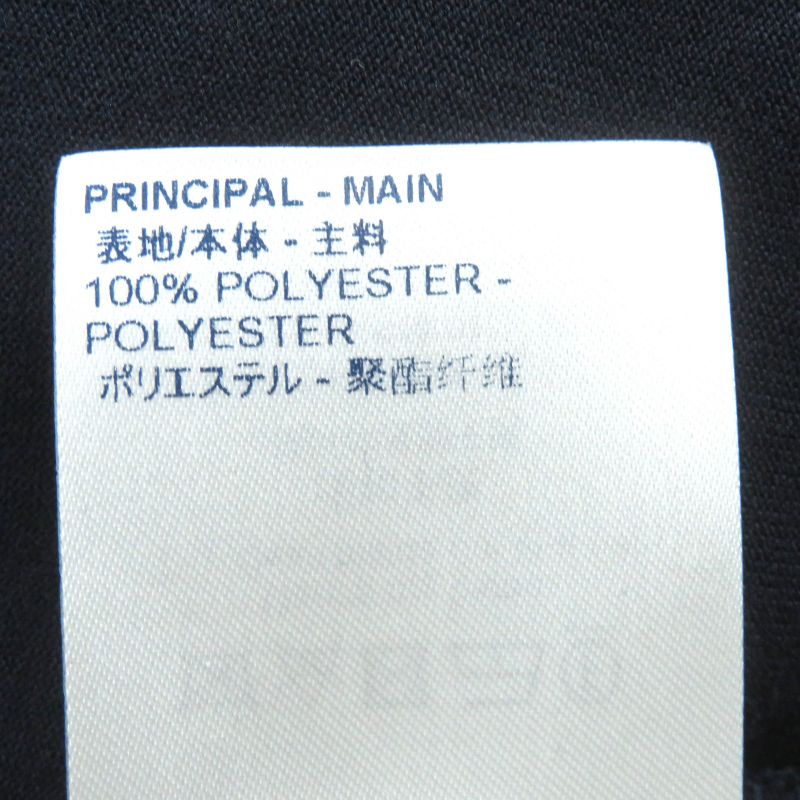 PRINCIPAL - MAIN
表地/本体 - 主料
100% POLYESTER -
POLYESTER
ポリエステル - 聚酯纤维